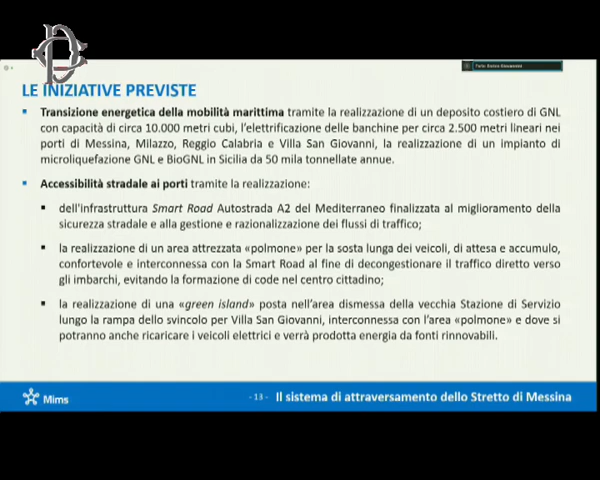 LE INIZIATIVE PREVISTE
Transizione energetica della mobilità marittima tramite la realizzazione di un deposito costiero di GNL
con capacità di circa 10.000 metri cubi, l'elettrificazione delle banchine per circa 2.500 metri lineari nei
porti di Messina, Milazzo, Reggio Calabria e Villa San Giovanni, la realizzazione di un impianto di
microliquefazione GNL e BioGNL in Sicilia da 50 mila tonnellate annue.
Accessibilità stradale ai porti tramite la realizzazione:
dell'infrastruttura Smart Road Autostrada A2 del Mediterraneo finalizzata al miglioramento della
sicurezza stradale e alla gestione e razionalizzazione dei flussi di traffico;
la realizzazione di un area attrezzata «polmone» per la sosta lunga dei veicoli, di attesa e accumulo,
confortevole e interconnessa con la Smart Road al fine di decongestionare il traffico diretto verso
gli imbarchi, evitando la formazione di code nel centro cittadino;
la realizzazione di una «green island» posta nell'area dismessa della vecchia Stazione di Servizio
lungo la rampa dello svincolo per Villa San Giovanni, interconnessa con l'area «polmone» e dove si
potranno anche ricaricare i veicoli elettrici e verrà prodotta energia da fonti rinnovabili.
Mims
- 13 - Il sistema di attraversamento dello Stretto di Messina